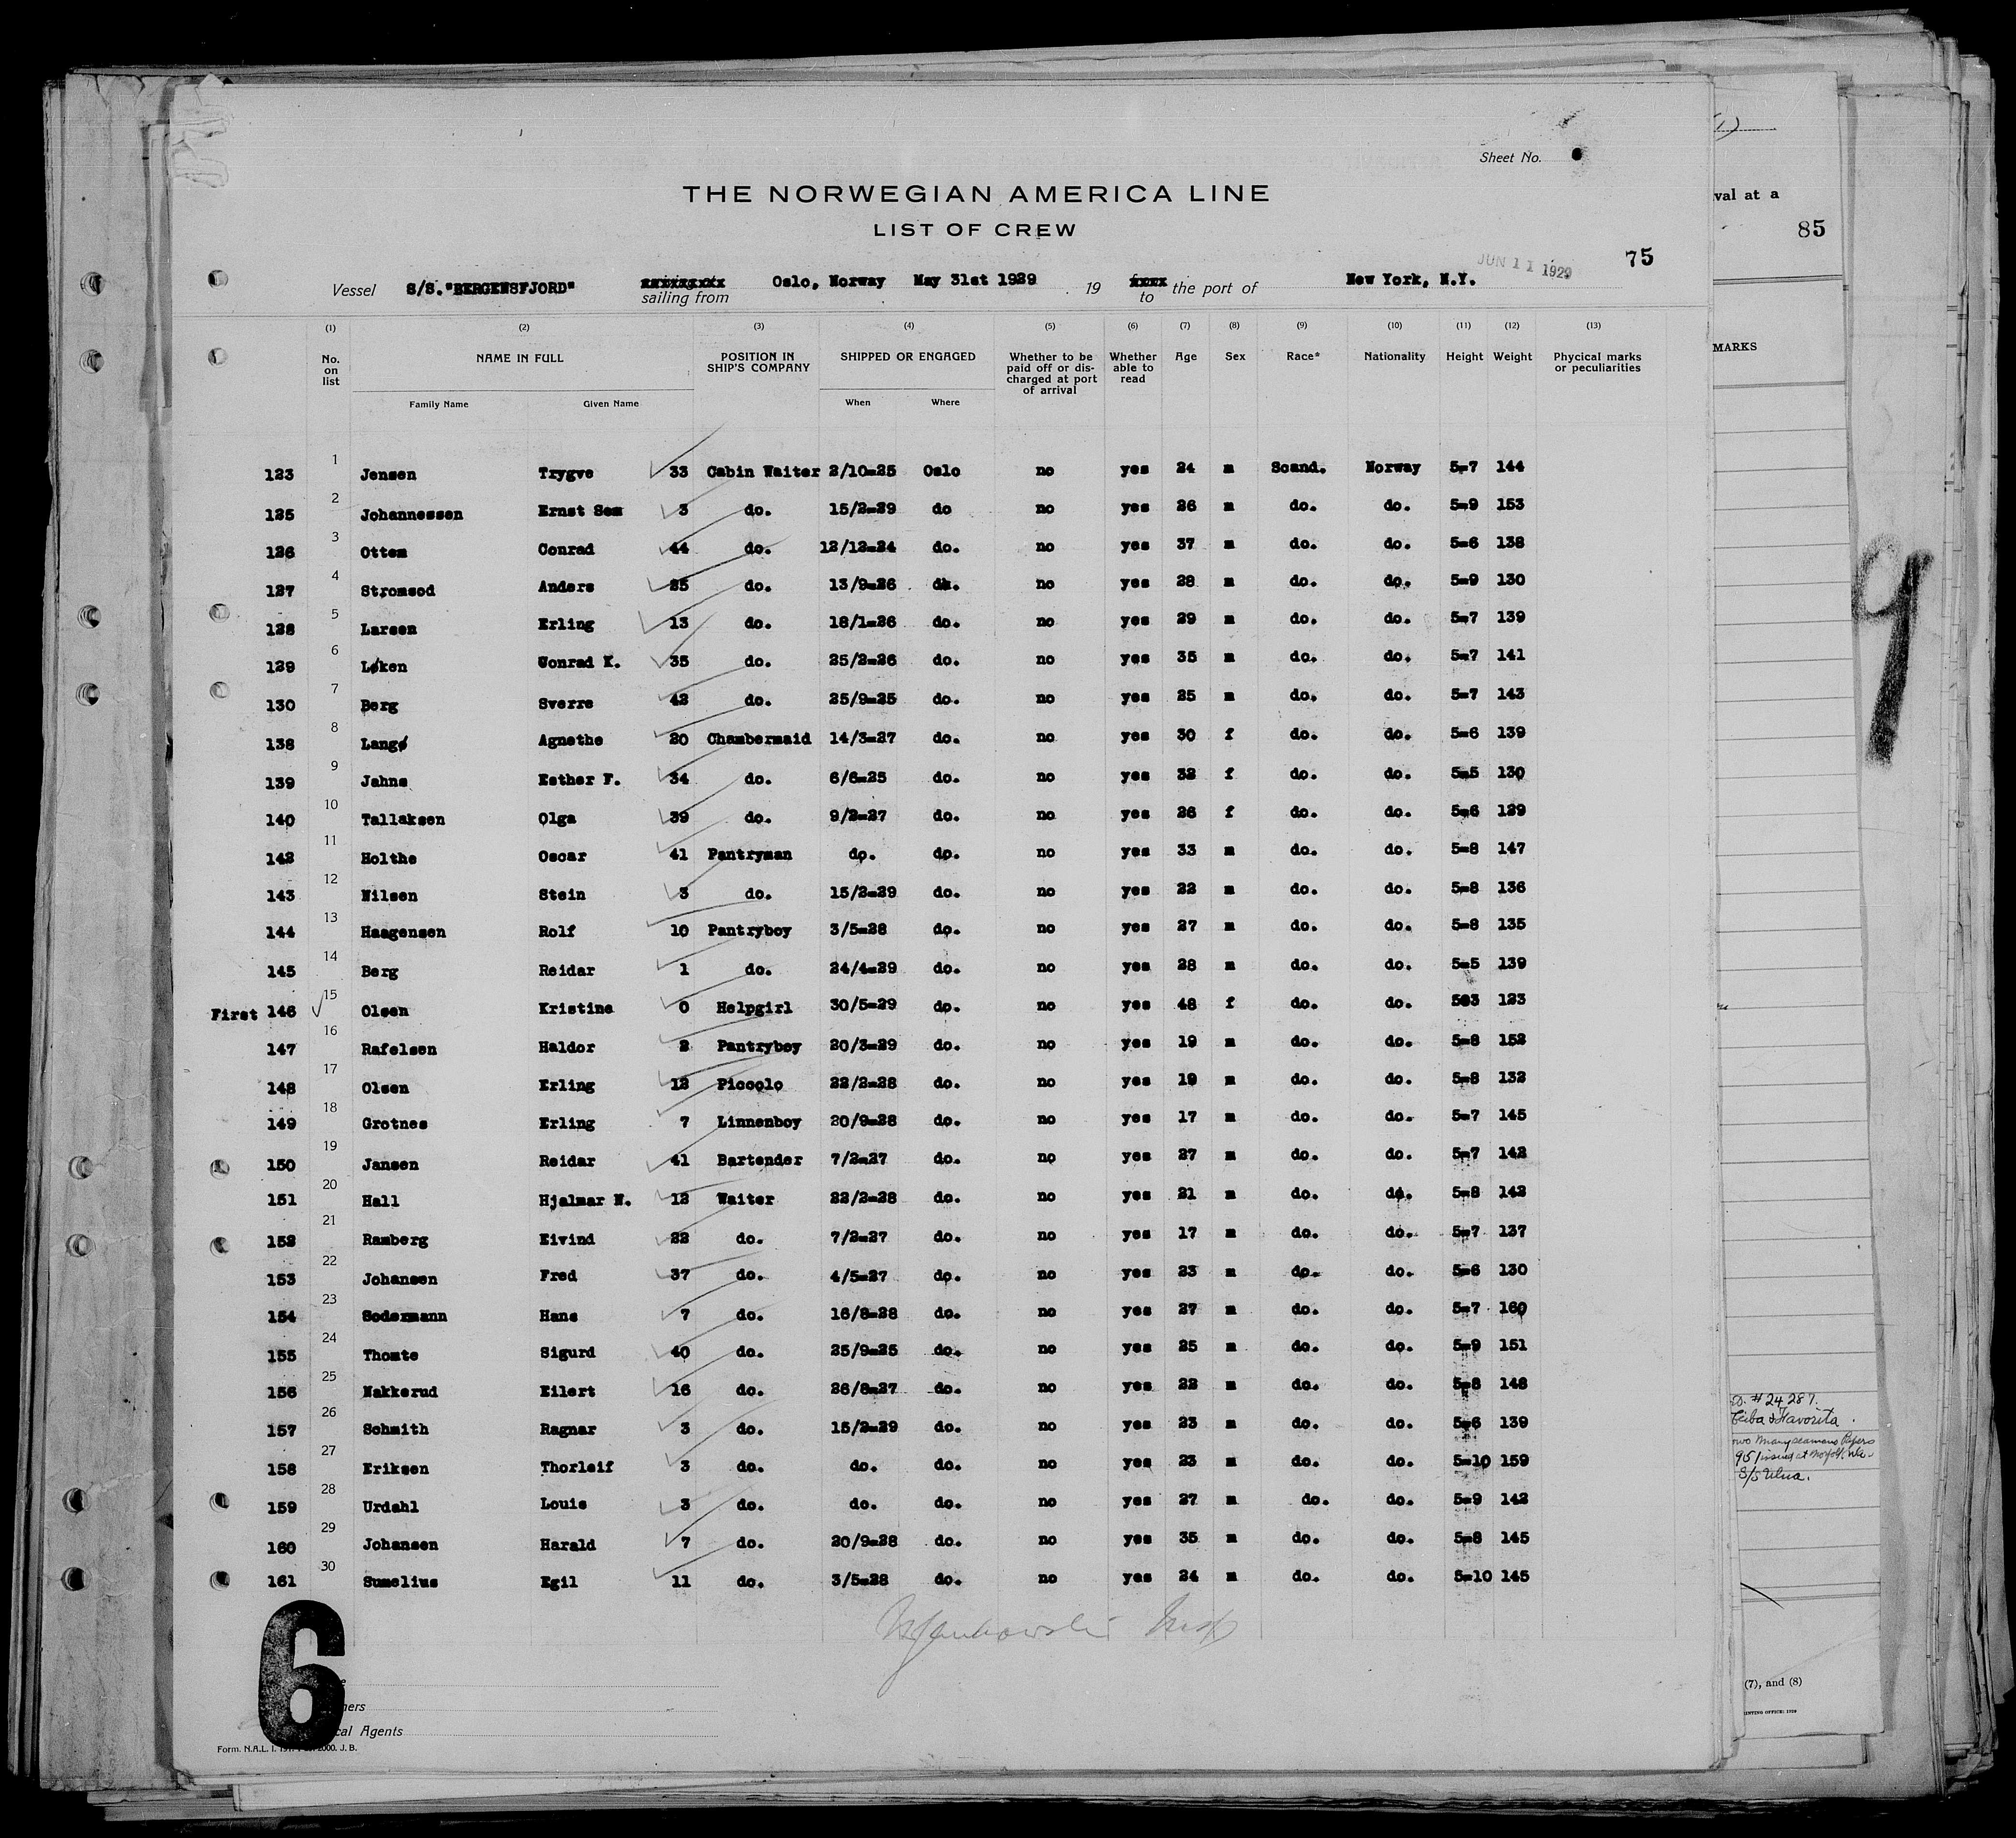 Sheet No.
THE NORWEGIAN AMERICA LINE
LIST OF CREW
75
JUN 11 1929
Vessel S/S."BERGENSFJORD" sailing from Oslo, Norway May 31st 1929 19 to the port of New York, N.Y.
(1) (2) (3) (4) (5) (6) (7) (8) (9) (10) (11) (12) (13)
No. on list NAME IN FULL POSITION IN SHIP'S COMPANY SHIPPED OR ENGAGED Whether to be paid off or discharged at port of arrival Whether able to read Age Sex Race* Nationality Height Weight Phycical marks or peculiarities
Family Name Given Name When Where
123 1 Jensen Trygve 33 Cabin Waiter 2/10-25 Oslo no yes 24 m Scand. Norway 5-7 144
125 2 Johannessen Ernst Sem 3 do. 15/2-29 do no yes 26 m do. do. 5-9 153
126 3 Ottem Conrad 44 do. 12/12-24 do. no yes 37 m do. do. 5-6 138
127 4 Stromsod Anders 25 do. 13/9-26 do. no yes 28 m do. do. 5-9 130
128 5 Larsen Erling 13 do. 18/1-26 do. no yes 29 m do. do. 5-7 139
129 6 Løken Conrad K. 35 do. 25/2-26 do. no yes 35 m do. do. 5-7 141
130 7 Berg Sverre 42 do. 25/9-25 do. no yes 25 m do. do. 5-7 143
138 8 Langø Agnethe 20 Chambermaid 14/3-27 do. no yes 30 f do. do. 5-6 139
139 9 Jahns Esther F. 34 do. 6/6-25 do. no yes 32 f do. do. 5-5 130
140 10 Tallaksen Olga 39 do. 9/2-27 do. no yes 26 f do. do. 5-6 129
142 11 Holthe Oscar 41 Pantryman do. do. no yes 33 m do. do. 5-8 147
143 12 Nilsen Stein 3 do. 15/2-29 do. no yes 22 m do. do. 5-8 136
144 13 Haagensen Rolf 10 Pantryboy 3/5-28 do. no yes 27 m do. do. 5-8 135
145 14 Berg Reidar 1 do. 24/4-29 do. no yes 28 m do. do. 5-5 139
First 146 15 Olsen Kristine 0 Helpgirl 30/5-29 do. no yes 48 f do. do. 5@3 123
147 16 Rafelsen Haldor 2 Pantryboy 20/3-29 do. no yes 19 m do. do. 5-8 152
148 17 Olsen Erling 12 Piccolo 22/2-28 do. no yes 19 m do. do. 5-8 132
149 18 Grotnes Erling 7 Linnenboy 20/9-28 do. no yes 17 m do. do. 5-7 145
150 19 Jansen Reidar 41 Bartender 7/2-27 do. no yes 27 m do. do. 5-7 142
151 20 Hall Hjalmar N. 12 Waiter 22/2-28 do. no yes 21 m do. do. 5-8 142
152 21 Ramberg Eivind 22 do. 7/2-27 do. no yes 17 m do. do. 5-7 137
153 22 Johansen Fred 37 do. 4/5-27 do. no yes 23 m do. do. 5-6 130
154 23 Sodermann Hans 7 do. 16/8-28 do. no yes 27 m do. do. 5-7 160
155 24 Thomte Sigurd 40 do. 25/9-25 do. no yes 25 m do. do. 5-9 151
156 25 Nakkerud Eilert 16 do. 26/8-27 do. no yes 22 m do. do. 5-8 148
157 26 Schmith Ragnar 3 do. 15/2-29 do. no yes 23 m do. do. 5-6 139
158 27 Eriksen Thorleif 3 do. do. do. no yes 23 m do. do. 5-10 159
159 28 Urdahl Louis 3 do. do. do. no yes 27 m do. do. 5-9 142
160 29 Johansen Harald 7 do. 20/9-28 do. no yes 35 m do. do. 5-8 145
161 30 Sumelius Egil 11 do. 3/5-28 do. no yes 24 m do. do. 5-10 145
6
cal Agents
Form. N.A.L. 2000. J. B.
(1)
val at a
85
MARKS
9
# 24287.
(7), and (8)